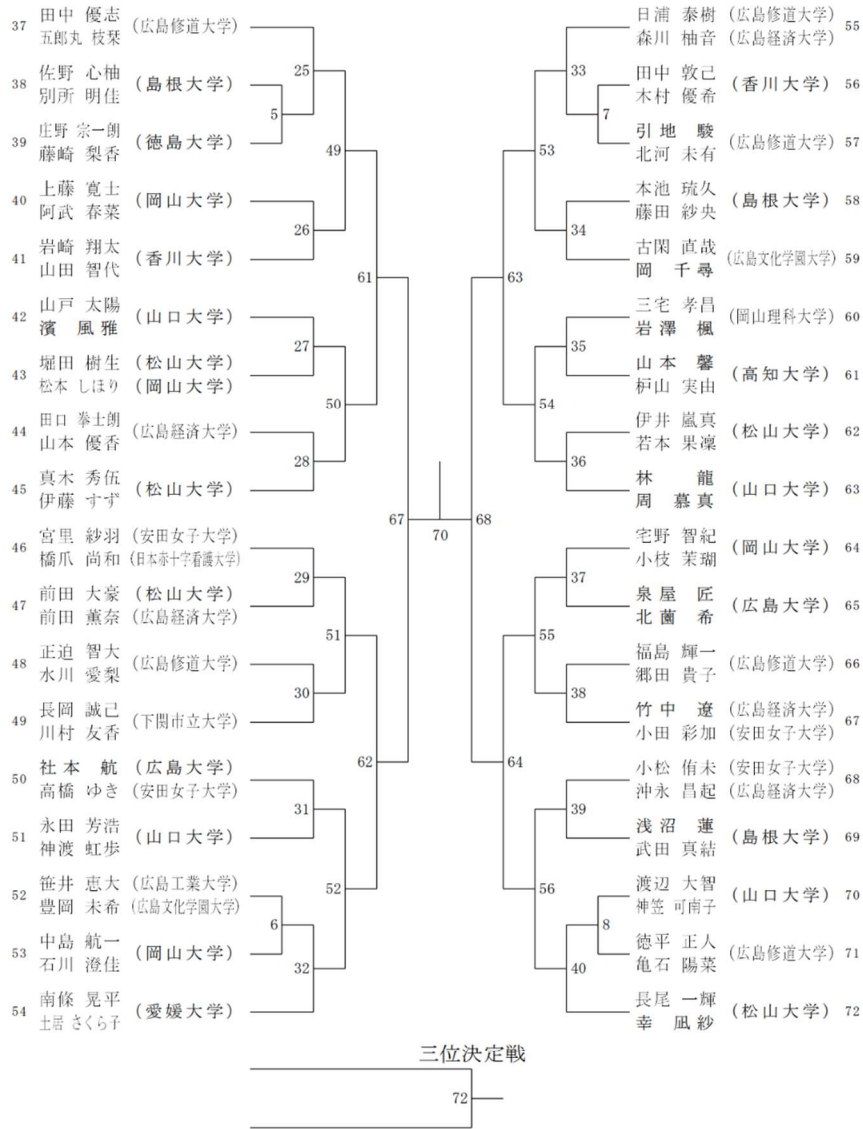 37 田中 優志 (広島修道大学)
五郎丸 枝栞
38 佐野 心柚 (島根大学)
別所 明佳
39 庄野 宗一朗 (徳島大学)
藤崎 梨香
40 上藤 寛士 (岡山大学)
阿武 春菜
41 岩崎 翔太 (香川大学)
山田 智代
42 山戸 太陽 (山口大学)
濱 風雅
43 堀田 樹生 (松山大学)
松本 しほり (岡山大学)
44 田口 拳士朗 (広島経済大学)
山本 優香
45 真木 秀伍 (松山大学)
伊藤 すず
46 宮里 紗羽 (安田女子大学)
橋爪 尚和 (日本赤十字看護大学)
47 前田 大豪 (松山大学)
前田 薫奈 (広島経済大学)
48 正迫 智大 (広島修道大学)
水川 愛梨
49 長岡 誠己 (下関市立大学)
川村 友香
50 社本 航 (広島大学)
高橋 ゆき (安田女子大学)
51 永田 芳浩 (山口大学)
神渡 虹歩
52 笹井 恵大 (広島工業大学)
豊岡 未希 (広島文化学園大学)
53 中島 航一 (岡山大学)
石川 澄佳
54 南條 晃平 (愛媛大学)
土居 さくら子
5
25
26
27
28
29
30
31
6
32
49
50
51
52
61
62
67
70
68
63
64
53
54
55
56
33
7
34
35
36
37
38
39
8
40
日浦 泰樹 (広島修道大学) 55
森川 柚音 (広島経済大学)
田中 敦己 (香川大学) 56
木村 優希
引地 駿 (広島修道大学) 57
北河 未有
本池 琉久 (島根大学) 58
藤田 紗央
古閑 直哉 (広島文化学園大学) 59
岡 千尋
三宅 孝昌 (岡山理科大学) 60
岩澤 楓
山本 馨 (高知大学) 61
枦山 実由
伊井 嵐真 (松山大学) 62
若本 果凜
林 龍 (山口大学) 63
周 慕真
宅野 智紀 (岡山大学) 64
小枝 茉瑚
泉屋 匠 (広島大学) 65
北薗 希
福島 輝一 (広島修道大学) 66
郷田 貴子
竹中 遼 (広島経済大学) 67
小田 彩加 (安田女子大学)
小松 侑未 (安田女子大学) 68
沖永 昌起 (広島経済大学)
浅沼 蓮 (島根大学) 69
武田 真結
渡辺 大智 (山口大学) 70
神笠 可南子
徳平 正人 (広島修道大学) 71
亀石 陽菜
長尾 一輝 (松山大学) 72
幸 凪紗
三位決定戦
72